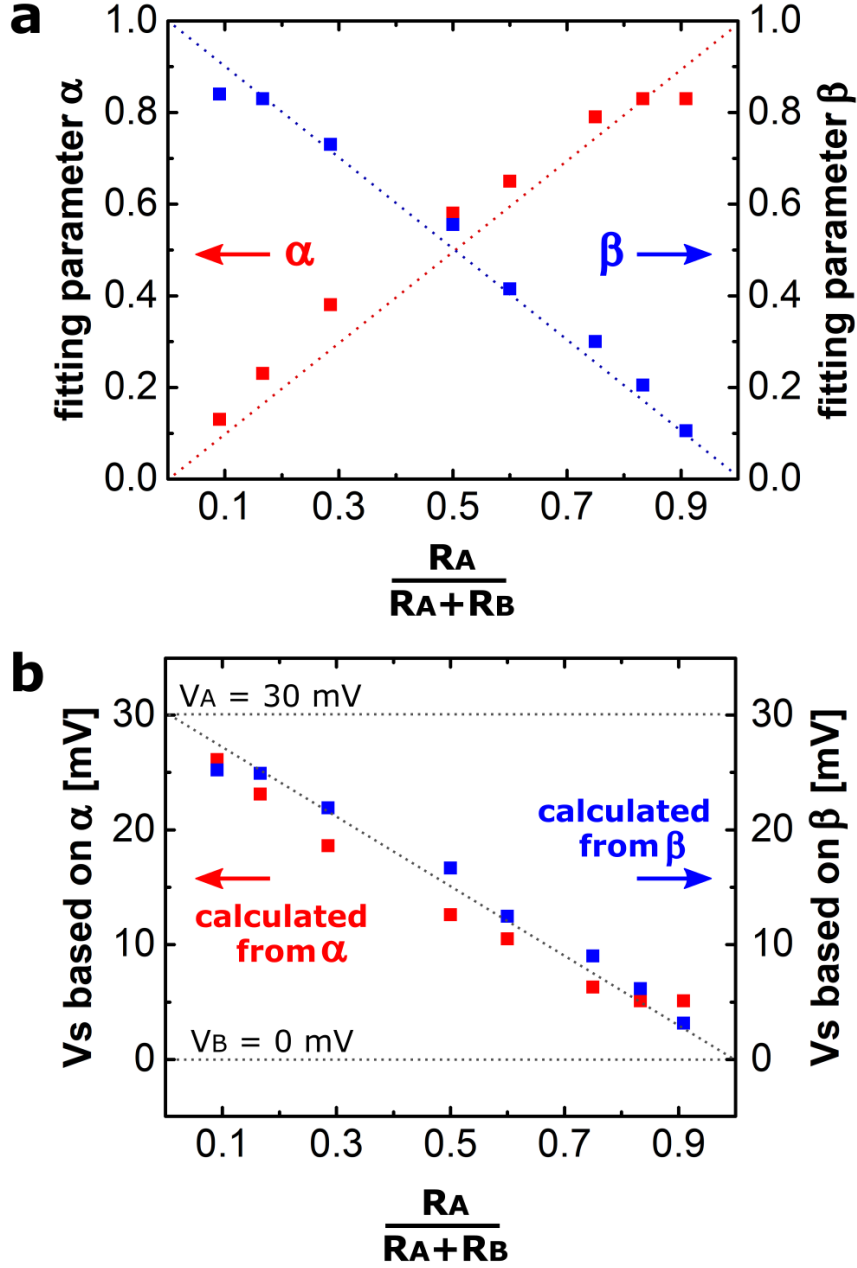 a
1.0
0.8
0.6
0.4
0.2
0.0
fitting parameter α
1.0
0.8
0.6
0.4
0.2
0.0
fitting parameter β
α
β
0.1 0.3 0.5 0.7 0.9
RA
RA+RB
b
VA = 30 mV
30
20
10
0
Vs based on α [mV]
30
20
10
0
Vs based on β [mV]
calculated
from β
calculated
from α
VB = 0 mV
0.1 0.3 0.5 0.7 0.9
RA
RA+RB